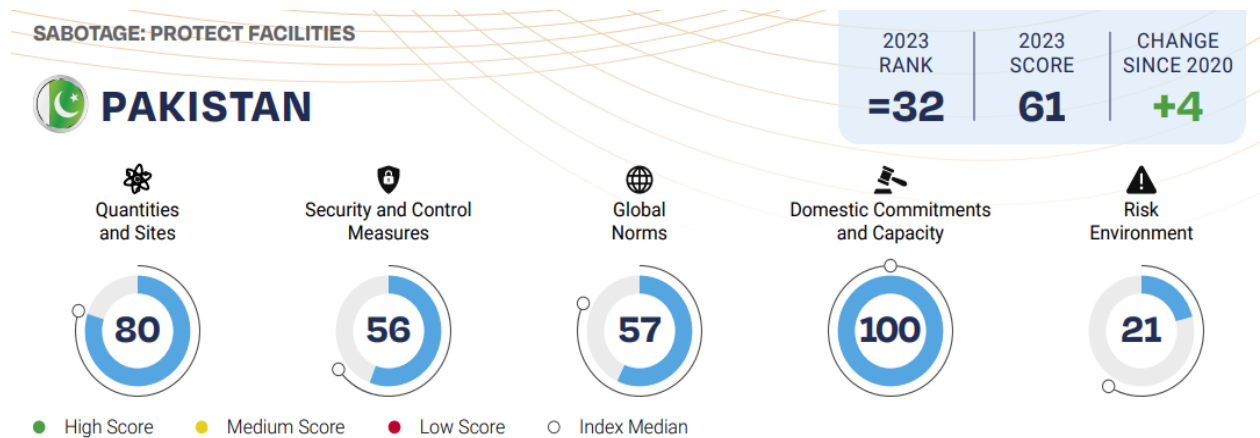 SABOTAGE: PROTECT FACILITIES
PAKISTAN
2023
RANK
=32
2023
SCORE
61
CHANGE
SINCE 2020
+4
Quantities
and Sites
80
Security and Control
Measures
56
Global
Norms
57
Domestic Commitments
and Capacity
100
Risk
Environment
21
High Score
Medium Score
Low Score
Index Median